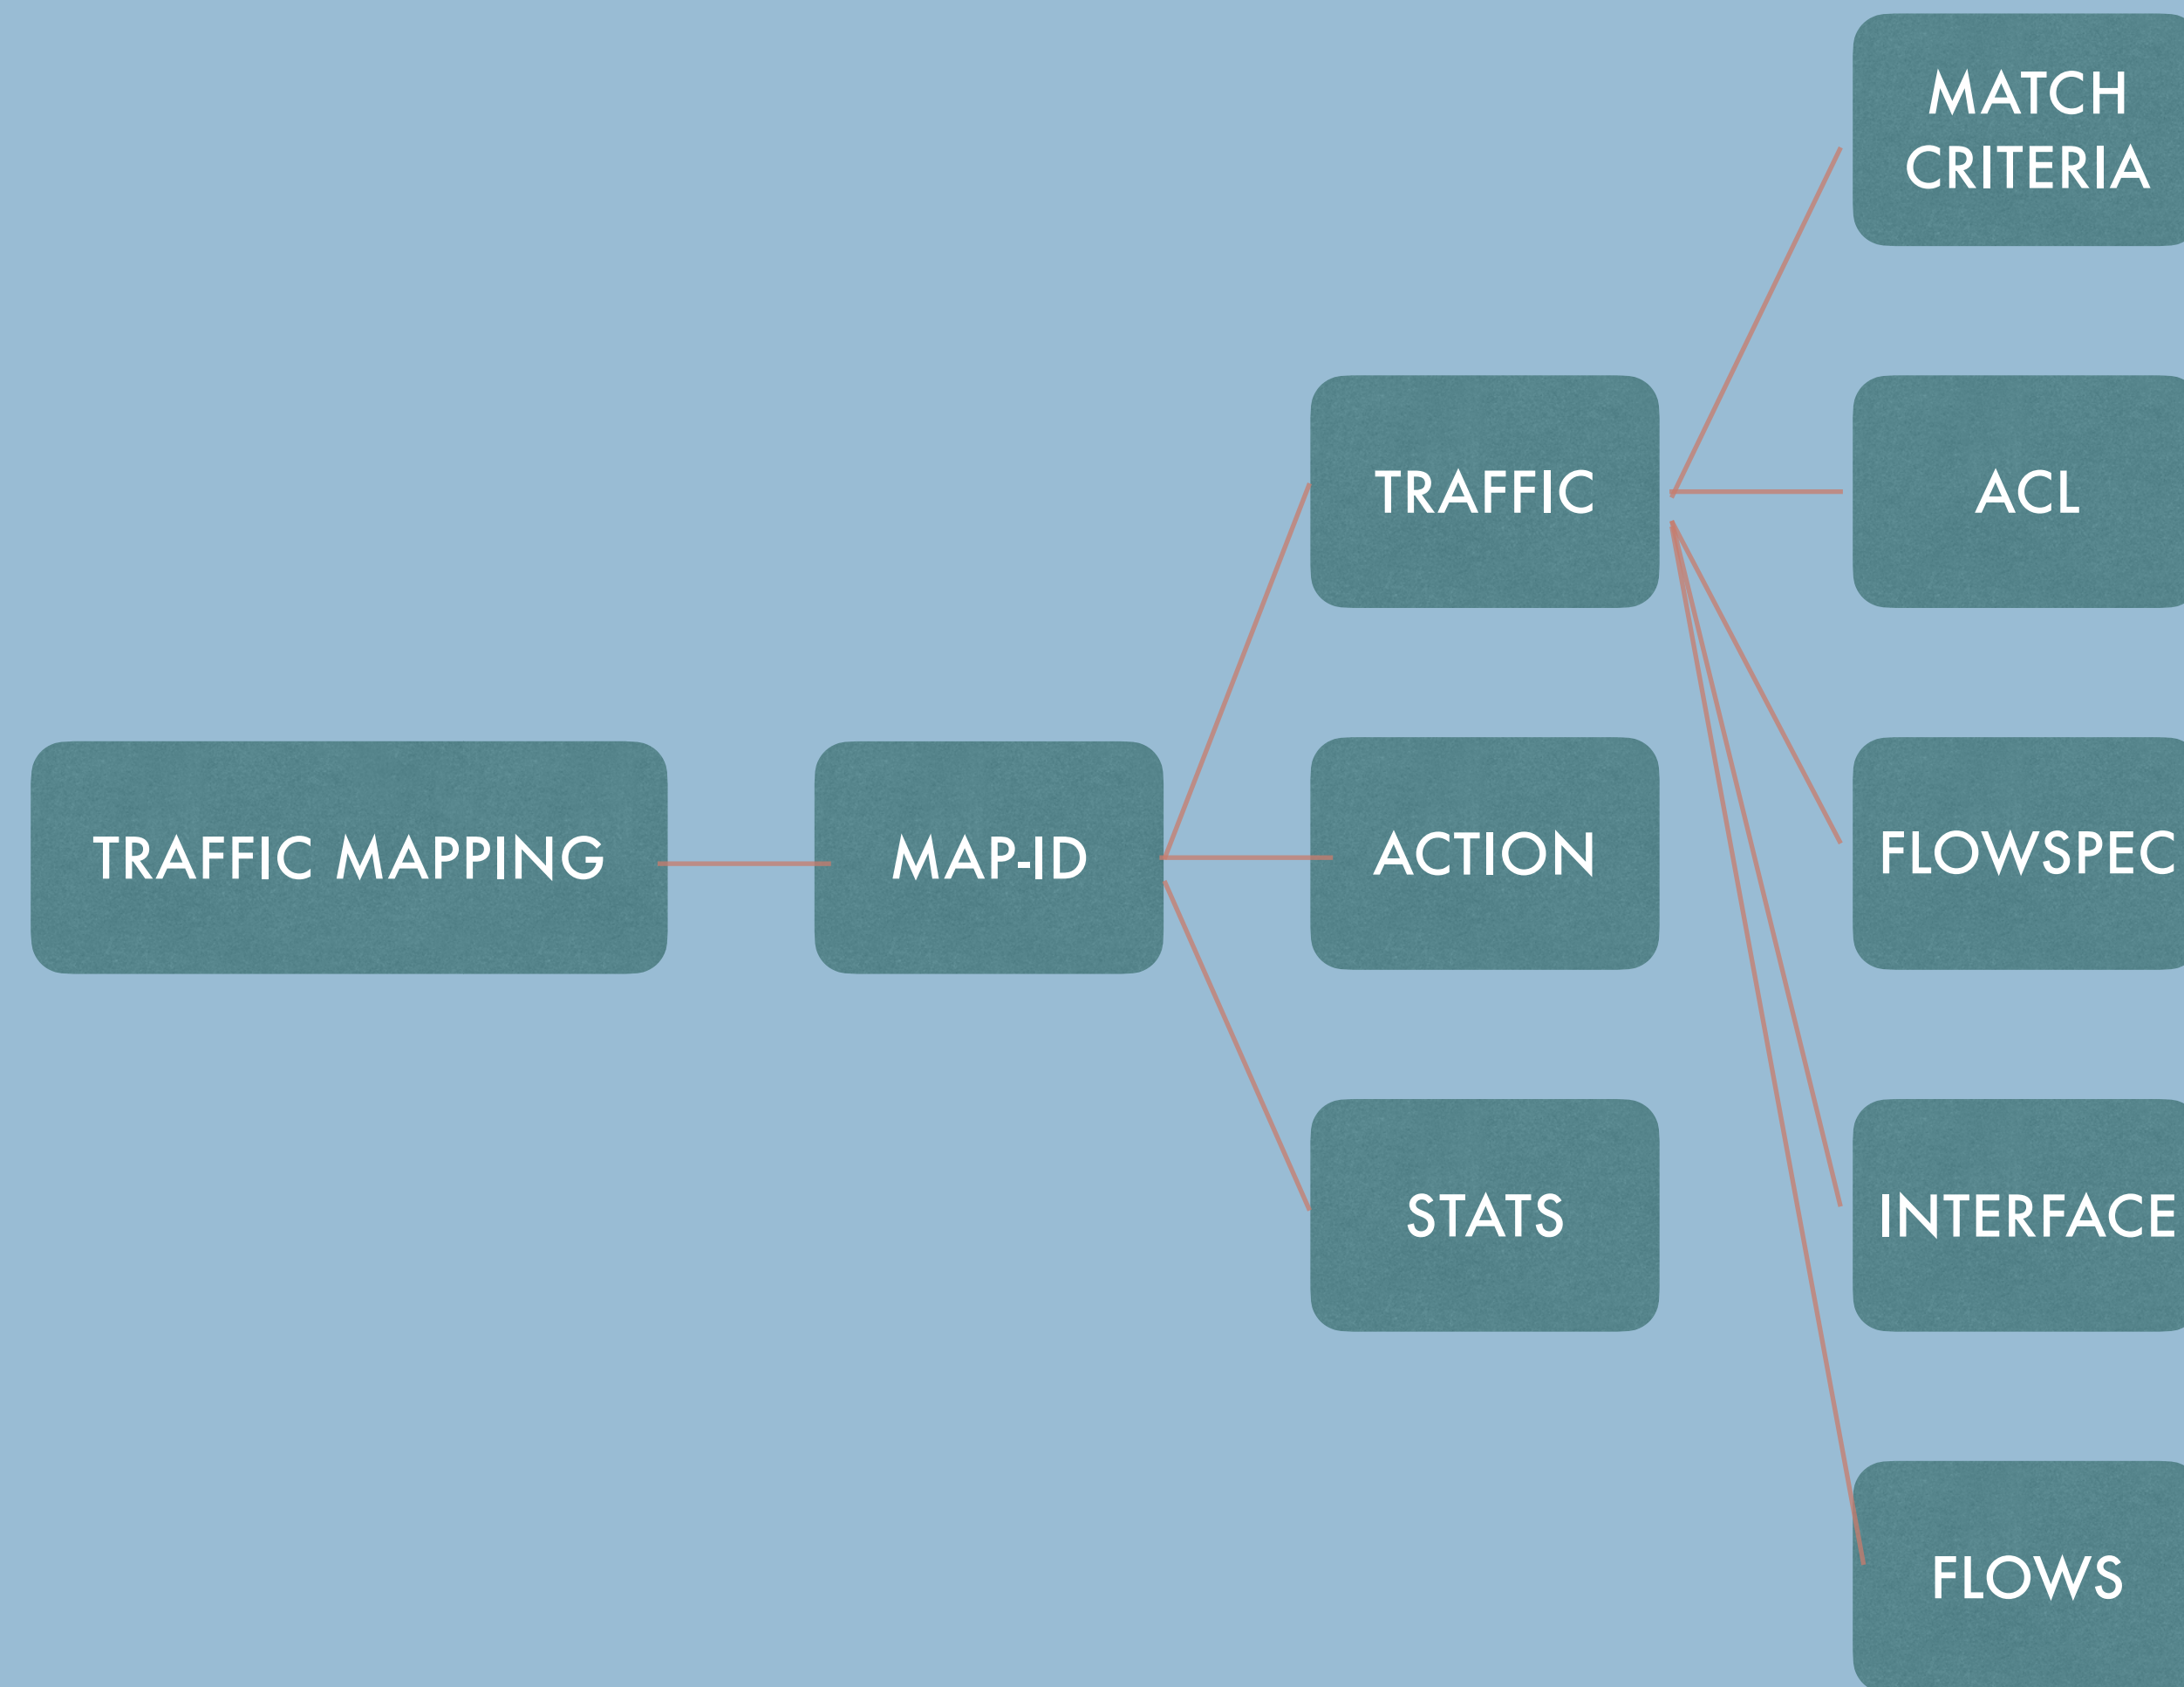 MATCH
CRITERIA
TRAFFIC
ACL
TRAFFIC MAPPING
MAP-ID
ACTION
FLOWSPEC
STATS
INTERFACE
FLOWS